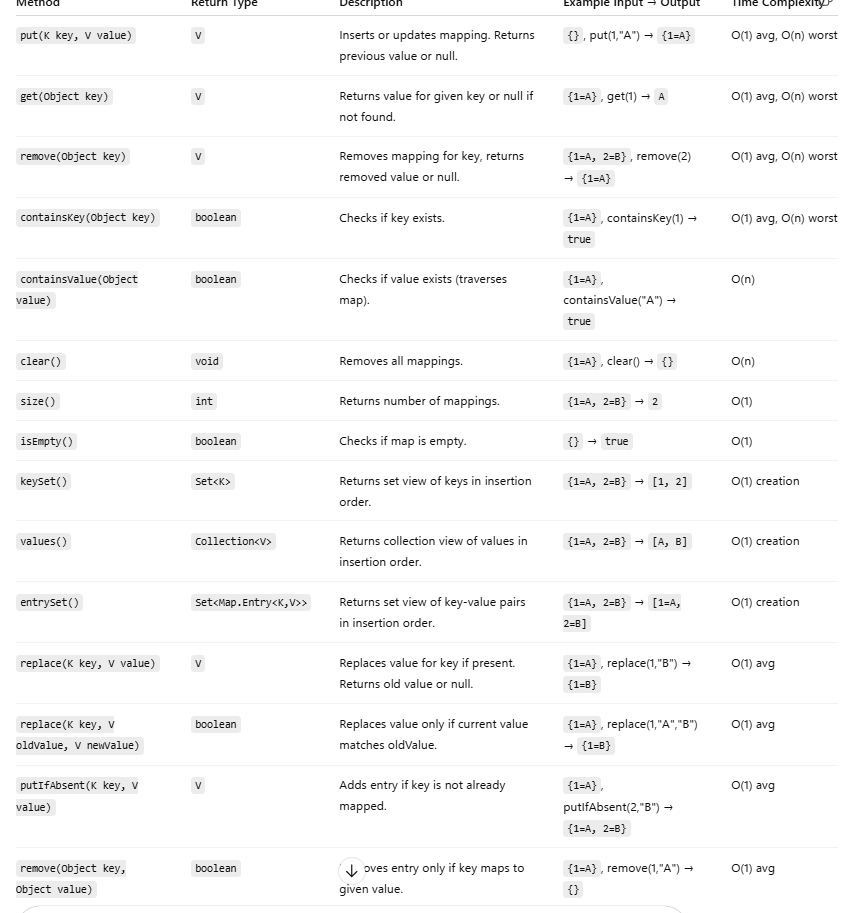 Method Return Type Description Example Input → Output Time Complexity
put(K key, V value) V Inserts or updates mapping. Returns {} , put(1,"A") → {1=A} O(1) avg, O(n) worst
previous value or null.
get(Object key) V Returns value for given key or null if {1=A} , get(1) → A O(1) avg, O(n) worst
not found.
remove(Object key) V Removes mapping for key, returns {1=A, 2=B} , remove(2) O(1) avg, O(n) worst
removed value or null. → {1=A}
containsKey(Object key) boolean Checks if key exists. {1=A} , containsKey(1) → O(1) avg, O(n) worst
true
containsValue(Object boolean Checks if value exists (traverses {1=A} , O(n)
value) map). containsValue("A") →
true
clear() void Removes all mappings. {1=A} , clear() → {} O(n)
size() int Returns number of mappings. {1=A, 2=B} → 2 O(1)
isEmpty() boolean Checks if map is empty. {} → true O(1)
keySet() Set<K> Returns set view of keys in insertion {1=A, 2=B} → [1, 2] O(1) creation
order.
values() Collection<V> Returns collection view of values in {1=A, 2=B} → [A, B] O(1) creation
insertion order.
entrySet() Set<Map.Entry<K,V>> Returns set view of key-value pairs {1=A, 2=B} → [1=A, O(1) creation
in insertion order. 2=B]
replace(K key, V value) V Replaces value for key if present. {1=A} , replace(1,"B") → O(1) avg
Returns old value or null. {1=B}
replace(K key, V boolean Replaces value only if current value {1=A} , replace(1,"A","B") O(1) avg
oldValue, V newValue) matches oldValue. → {1=B}
putIfAbsent(K key, V V Adds entry if key is not already {1=A} , O(1) avg
value) mapped. putIfAbsent(2,"B") →
{1=A, 2=B}
remove(Object key, boolean oves entry only if key maps to {1=A} , remove(1,"A") → O(1) avg
Object value) given value. {}